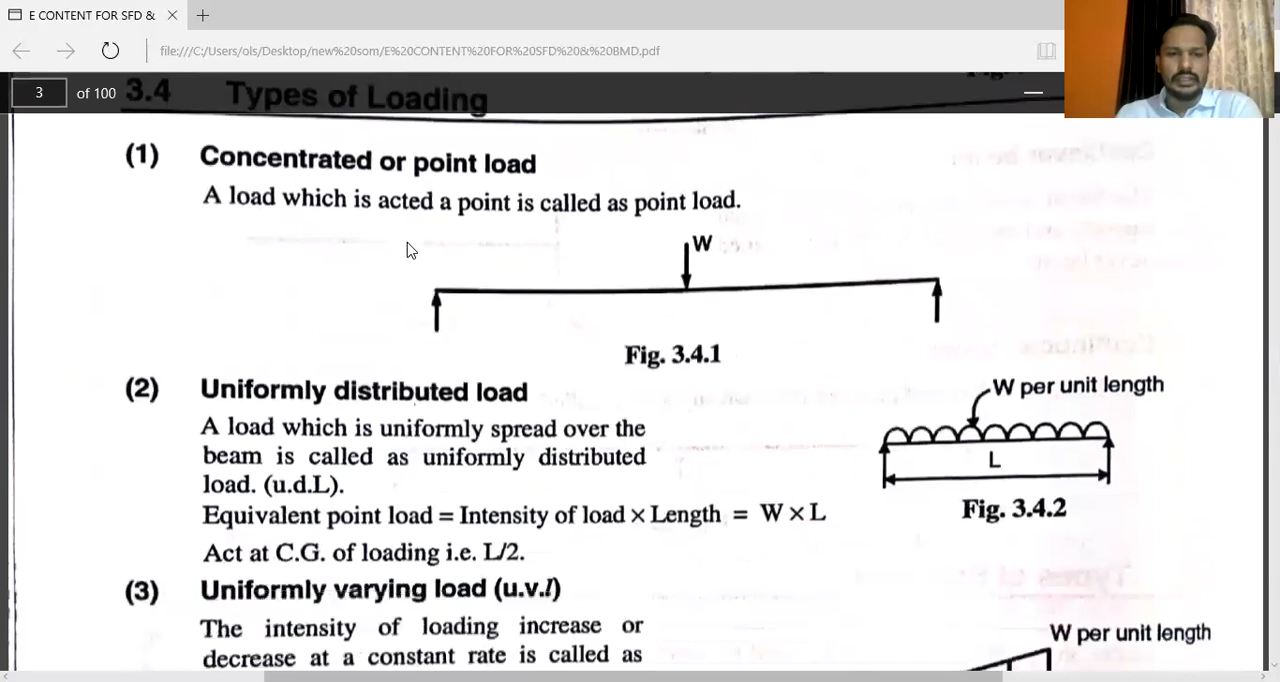 E CONTENT FOR SFD &
file:///C:/Users/ols/Desktop/new%20som/E%20CONTENT%20FOR%20SFD%20&%20BMD.pdf
3 of 100
3.4 Types of Loading
(1) Concentrated or point load
A load which is acted a point is called as point load.
W
Fig. 3.4.1
(2) Uniformly distributed load
A load which is uniformly spread over the
beam is called as uniformly distributed
load. (u.d.L).
Equivalent point load = Intensity of load × Length = W × L
Act at C.G. of loading i.e. L/2.
W per unit length
L
Fig. 3.4.2
(3) Uniformly varying load (u.v.l)
The intensity of loading increase or
decrease at a constant rate is called as
W per unit length